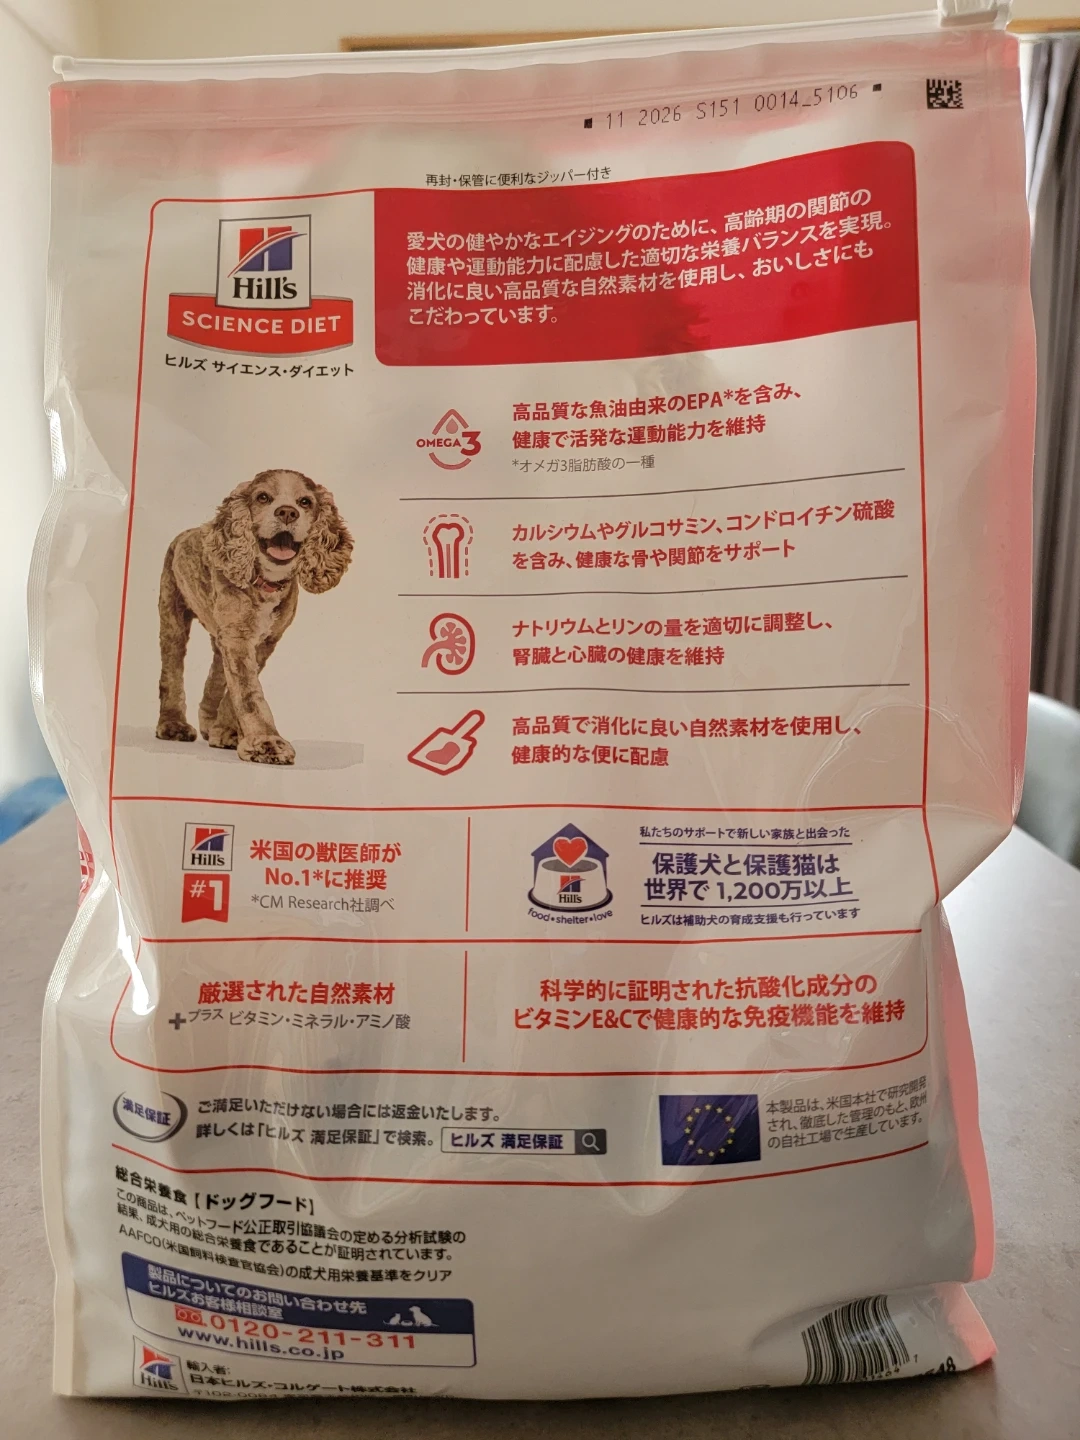 11 2026 S151 0014_5106
再封・保管に便利なジッパー付き
Hill's
SCIENCE DIET
ヒルズ サイエンス・ダイエット
愛犬の健やかなエイジングのために、高齢期の関節の
健康や運動能力に配慮した適切な栄養バランスを実現。
消化に良い高品質な自然素材を使用し、おいしさにも
こだわっています。
OMEGA 3
高品質な魚油由来のEPA*を含み、
健康で活発な運動能力を維持
*オメガ3脂肪酸の一種
カルシウムやグルコサミン、コンドロイチン硫酸
を含み、健康な骨や関節をサポート
ナトリウムとリンの量を適切に調整し、
腎臓と心臓の健康を維持
高品質で消化に良い自然素材を使用し、
健康的な便に配慮
Hill's
#1
米国の獣医師が
No.1*に推奨
*CM Research社調べ
Hill's
food•shelter•love
私たちのサポートで新しい家族と出会った
保護犬と保護猫は
世界で1,200万以上
ヒルズは補助犬の育成支援も行っています
厳選された自然素材
+プラス ビタミン・ミネラル・アミノ酸
科学的に証明された抗酸化成分の
ビタミンE&Cで健康的な免疫機能を維持
満足保証
ご満足いただけない場合には返金いたします。
詳しくは「ヒルズ 満足保証」で検索。 ヒルズ 満足保証
本製品は、米国本社で研究開発
され、徹底した管理のもと、欧州
の自社工場で生産しています。
総合栄養食【ドッグフード】
この商品は、ペットフード公正取引協議会の定める分析試験の
結果、成犬用の総合栄養食であることが証明されています。
AAFCO(米国飼料検査官協会)の成犬用栄養基準をクリア
製品についてのお問い合わせ先
ヒルズお客様相談室
0120-211-311
www.hills.co.jp
Hill's
輸入者:
日本ヒルズ・コルゲート株式会社